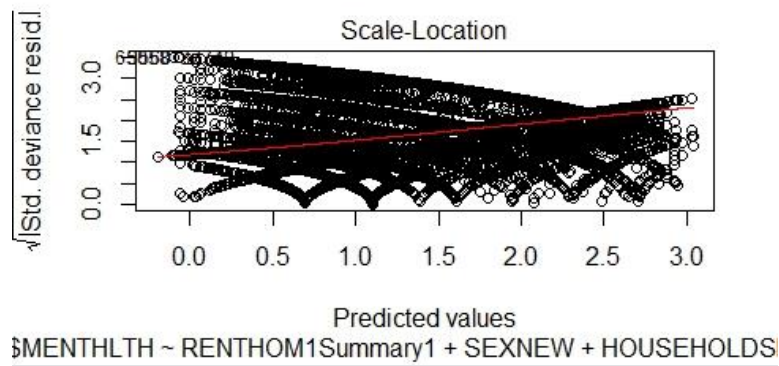 Scale-Location
√|Std. deviance resid.|
3.0
1.5
0.0
0.0 0.5 1.0 1.5 2.0 2.5 3.0
Predicted values
$MENTHLTH ~ RENTHOM1Summary1 + SEXNEW + HOUSEHOLDS